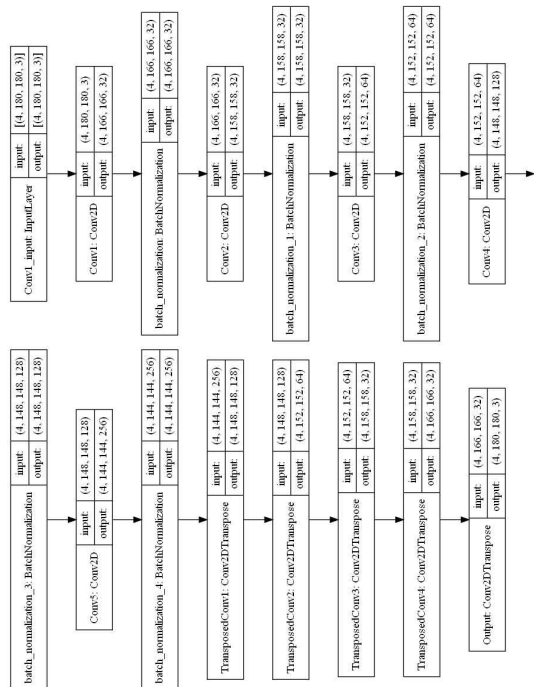 Conv1_input: InputLayer
input: [(4, 180, 180, 3)]
output: [(4, 180, 180, 3)]
Conv1: Conv2D
input: (4, 180, 180, 3)
output: (4, 166, 166, 32)
batch_normalization: BatchNormalization
input: (4, 166, 166, 32)
output: (4, 166, 166, 32)
Conv2: Conv2D
input: (4, 166, 166, 32)
output: (4, 158, 158, 32)
batch_normalization_1: BatchNormalization
input: (4, 158, 158, 32)
output: (4, 158, 158, 32)
Conv3: Conv2D
input: (4, 158, 158, 32)
output: (4, 152, 152, 64)
batch_normalization_2: BatchNormalization
input: (4, 152, 152, 64)
output: (4, 152, 152, 64)
Conv4: Conv2D
input: (4, 152, 152, 64)
output: (4, 148, 148, 128)
batch_normalization_3: BatchNormalization
input: (4, 148, 148, 128)
output: (4, 148, 148, 128)
Conv5: Conv2D
input: (4, 148, 148, 128)
output: (4, 144, 144, 256)
batch_normalization_4: BatchNormalization
input: (4, 144, 144, 256)
output: (4, 144, 144, 256)
TransposedConv1: Conv2DTranspose
input: (4, 144, 144, 256)
output: (4, 148, 148, 128)
TransposedConv2: Conv2DTranspose
input: (4, 148, 148, 128)
output: (4, 152, 152, 64)
TransposedConv3: Conv2DTranspose
input: (4, 152, 152, 64)
output: (4, 158, 158, 32)
TransposedConv4: Conv2DTranspose
input: (4, 158, 158, 32)
output: (4, 166, 166, 32)
Output: Conv2DTranspose
input: (4, 166, 166, 32)
output: (4, 180, 180, 3)